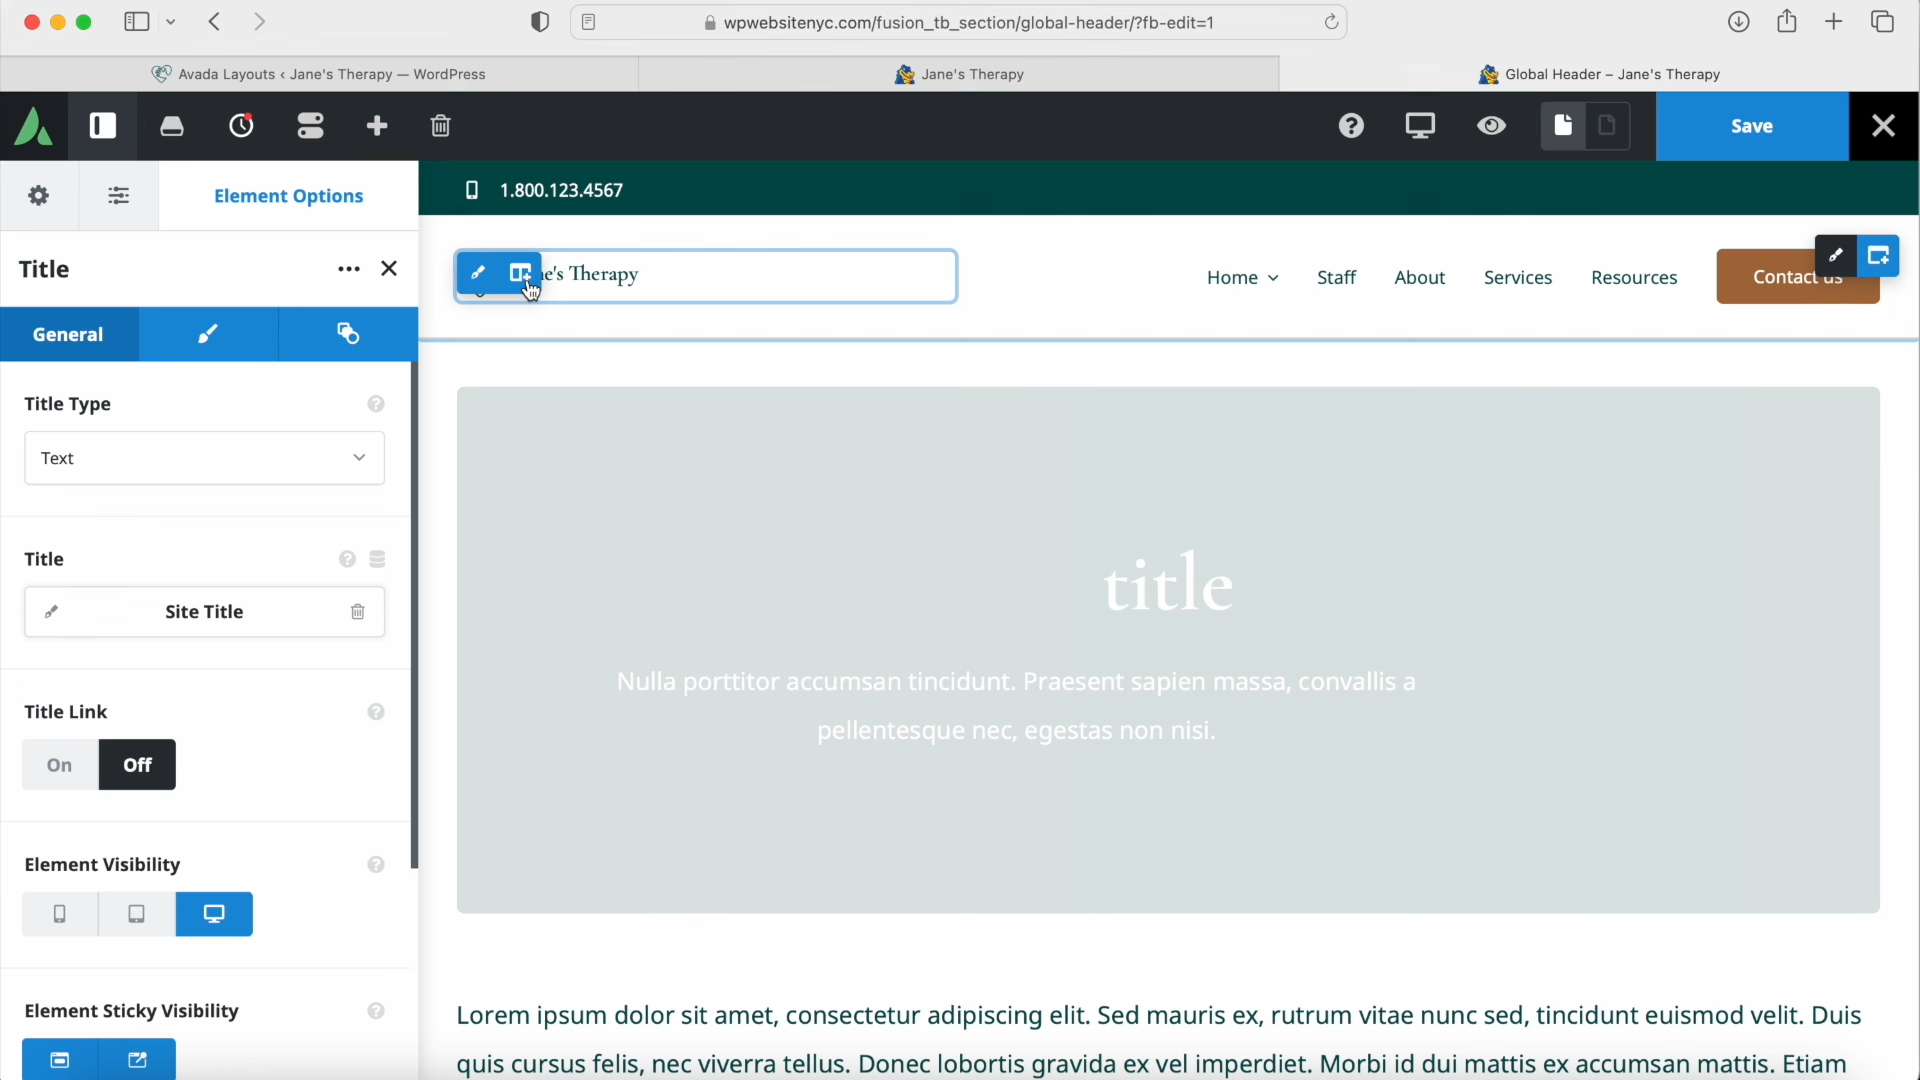 wpwebsitenyc.com/fusion_tb_section/global-header/?fb-edit=1
Avada Layouts ‹ Jane's Therapy — WordPress
Jane's Therapy
Global Header – Jane's Therapy
Save
Element Options
1.800.123.4567
Title
Therapy
Home
Staff
About
Services
Resources
Contact us
General
Title Type
Text
Title
Site Title
title
Nulla porttitor accumsan tincidunt. Praesent sapien massa, convallis a
pellentesque nec, egestas non nisi.
Title Link
On
Off
Element Visibility
Element Sticky Visibility
Lorem ipsum dolor sit amet, consectetur adipiscing elit. Sed mauris ex, rutrum vitae nunc sed, tincidunt euismod velit. Duis
quis cursus felis, nec viverra tellus. Donec lobortis gravida ex vel imperdiet. Morbi id dui mattis ex accumsan mattis. Etiam